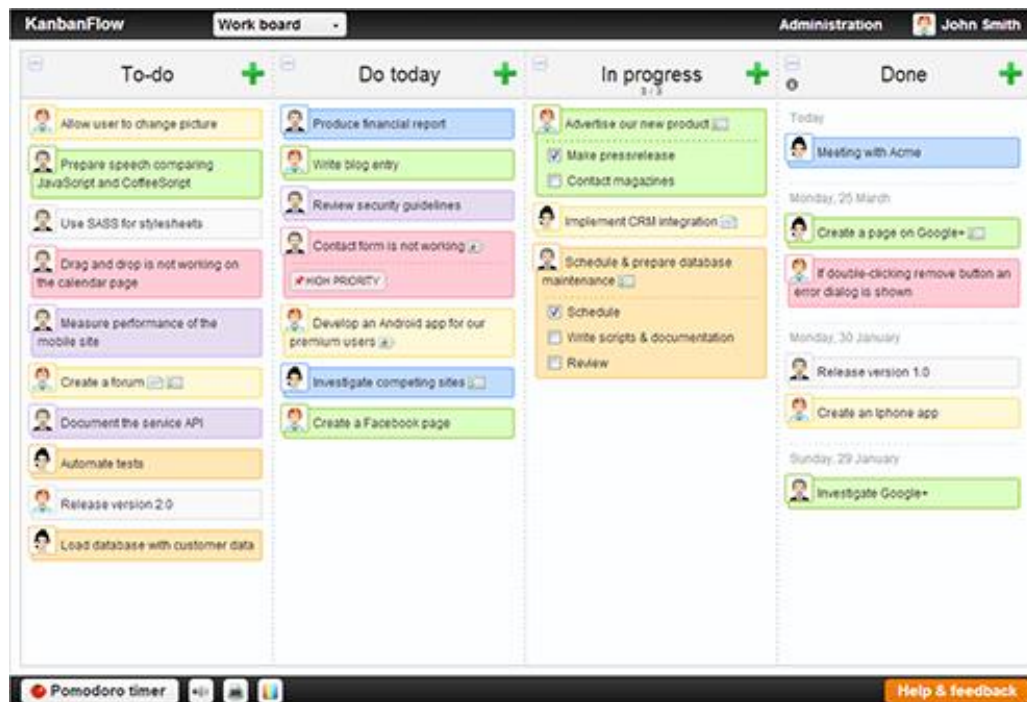 KanbanFlow
Work board
Administration
John Smith
To-do
Allow user to change picture
Prepare speech comparing
JavaScript and CoffeeScript
Use SASS for stylesheets
Drag and drop is not working on
the calendar page
Measure performance of the
mobile site
Create a forum
Document the service API
Automate tests
Release version 2.0
Load database with customer data
Do today
Produce financial report
Write blog entry
Review security guidelines
Contact form is not working
HIGH PRIORITY
Develop an Android app for our
premium users
Investigate competing sites
Create a Facebook page
In progress
3 / 3
Advertise our new product
Make pressrelease
Contact magazines
Implement CRM integration
Schedule & prepare database
maintenance
Schedule
Write scripts & documentation
Review
Done
Today
Meeting with Acme
Monday, 25 March
Create a page on Google+
If double-clicking remove button an
error dialog is shown
Monday, 30 January
Release version 1.0
Create an Iphone app
Sunday, 29 January
Investigate Google+
Pomodoro timer
Help & feedback